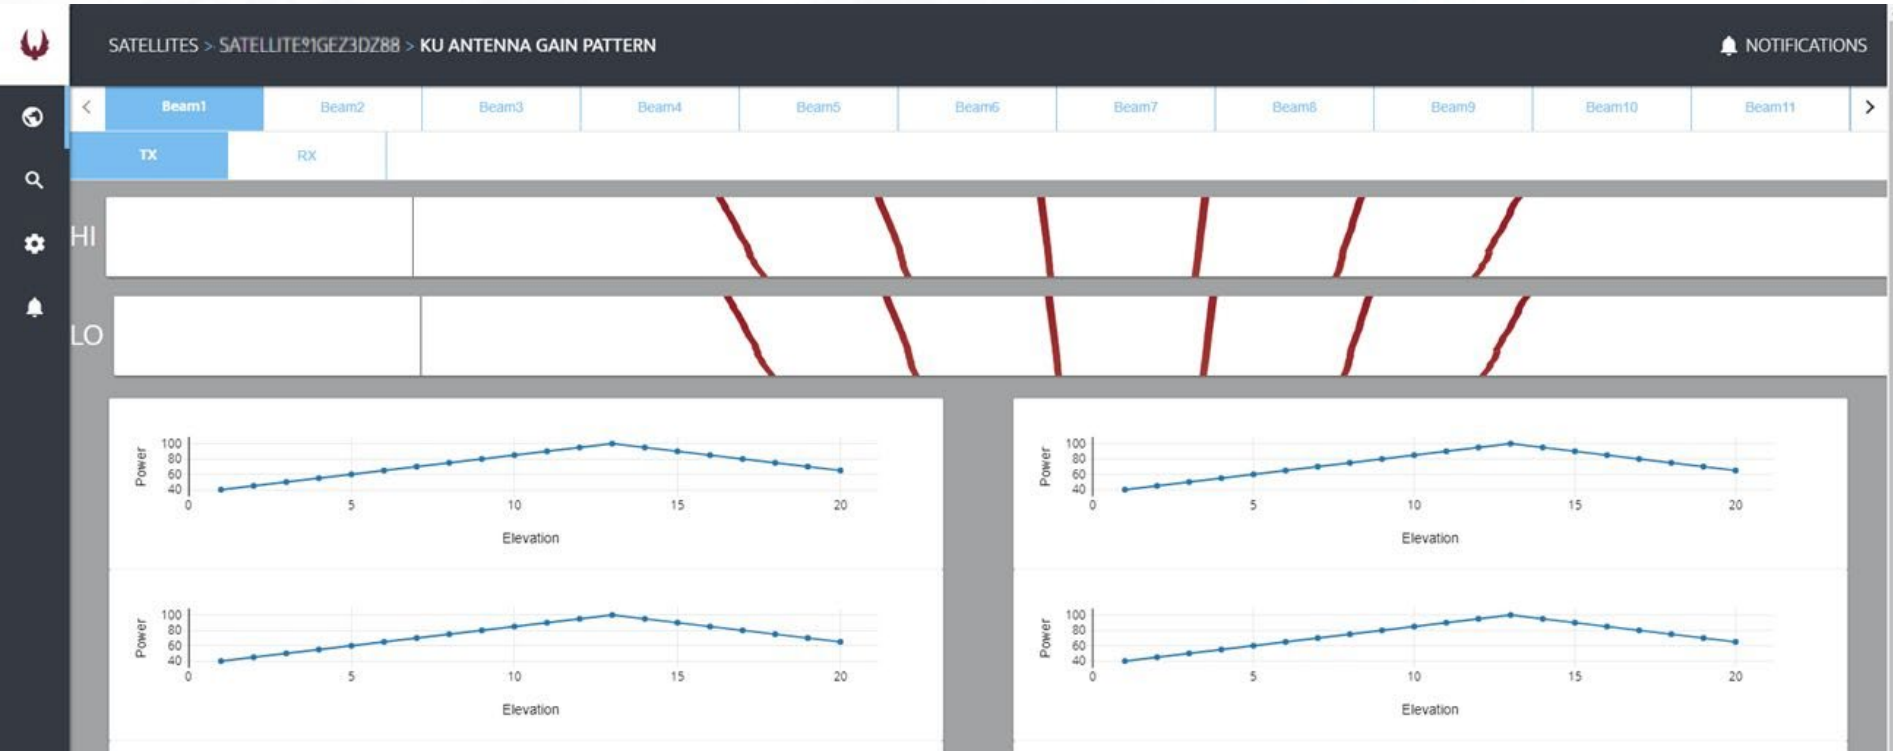 SATELLITES > > KU ANTENNA GAIN PATTERN NOTIFICATIONS
< Beam1 Beam2 Beam3 Beam4 Beam5 Beam6 Beam7 Beam8 Beam9 Beam10 Beam11 >
TX RX
HI
LO
Power 100 80 60 40
0 5 10 15 20
Elevation
Power 100 80 60 40
0 5 10 15 20
Elevation
Power 100 80 60 40
0 5 10 15 20
Elevation
Power 100 80 60 40
0 5 10 15 20
Elevation